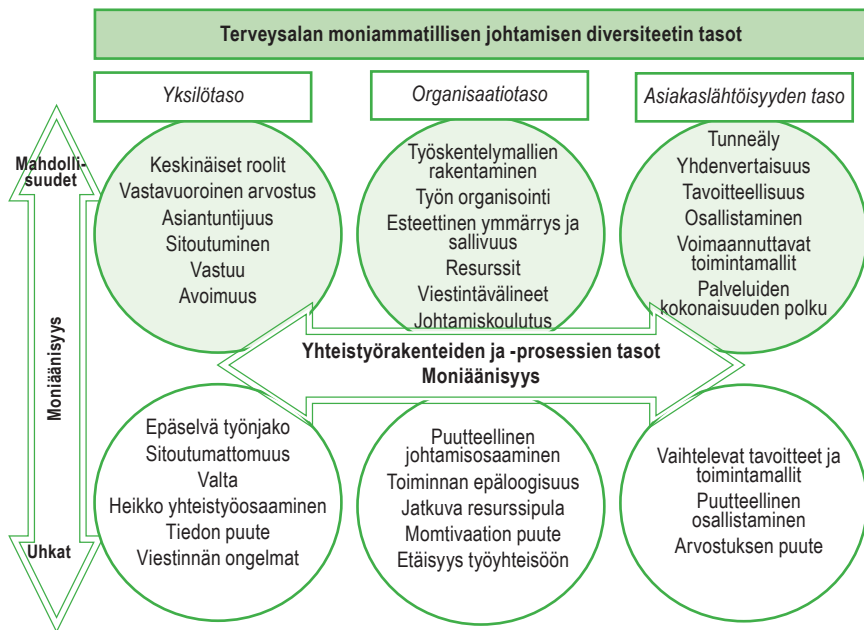 Terveysalan moniammatillisen johtamisen diversiteetin tasot
Yksilötaso
Organisaatiotaso
Asiakaslähtöisyyden taso
Mahdolli-
suudet
Moniäänisyys
Uhkat
Keskinäiset roolit
Vastavuoroinen arvostus
Asiantuntijuus
Sitoutuminen
Vastuu
Avoimuus
Työskentelymallien
rakentaminen
Työn organisointi
Esteettinen ymmärrys ja
sallivuus
Resurssit
Viestintävälineet
Johtamiskoulutus
Tunneäly
Yhdenvertaisuus
Tavoitteellisuus
Osallistaminen
Voimaannuttavat
toimintamallit
Palveluiden
kokonaisuuden polku
Yhteistyörakenteiden ja -prosessien tasot
Moniäänisyys
Epäselvä työnjako
Sitoutumattomuus
Valta
Heikko yhteistyöosaaminen
Tiedon puute
Viestinnän ongelmat
Puutteellinen
johtamisosaaminen
Toiminnan epäloogisuus
Jatkuva resurssipula
Momtivaation puute
Etäisyys työyhteisöön
Vaihtelevat tavoitteet ja
toimintamallit
Puutteellinen
osallistaminen
Arvostuksen puute